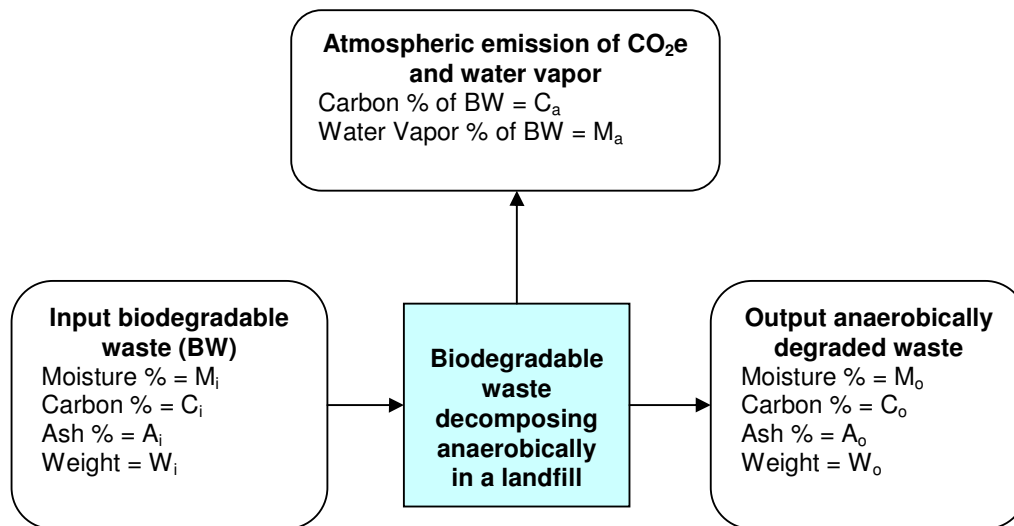 Atmospheric emission of CO₂e
and water vapor
Carbon % of BW = Cₐ
Water Vapor % of BW = Mₐ
Input biodegradable
waste (BW)
Moisture % = Mᵢ
Carbon % = Cᵢ
Ash % = Aᵢ
Weight = Wᵢ
Biodegradable
waste
decomposing
anaerobically
in a landfill
Output anaerobically
degraded waste
Moisture % = Mₒ
Carbon % = Cₒ
Ash % = Aₒ
Weight = Wₒ